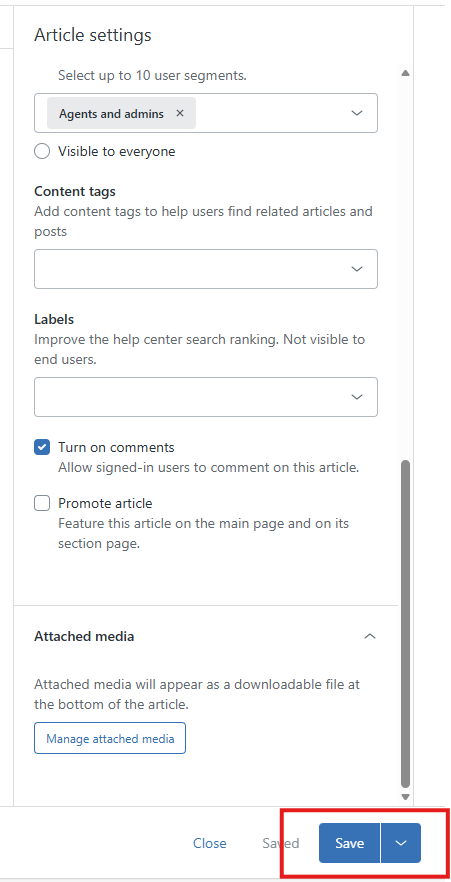 Article settings
Select up to 10 user segments.
Agents and admins ×
Visible to everyone
Content tags
Add content tags to help users find related articles and
posts
Labels
Improve the help center search ranking. Not visible to
end users.
Turn on comments
Allow signed-in users to comment on this article.
Promote article
Feature this article on the main page and on its
section page.
Attached media
Attached media will appear as a downloadable file at
the bottom of the article.
Manage attached media
Close Saved Save